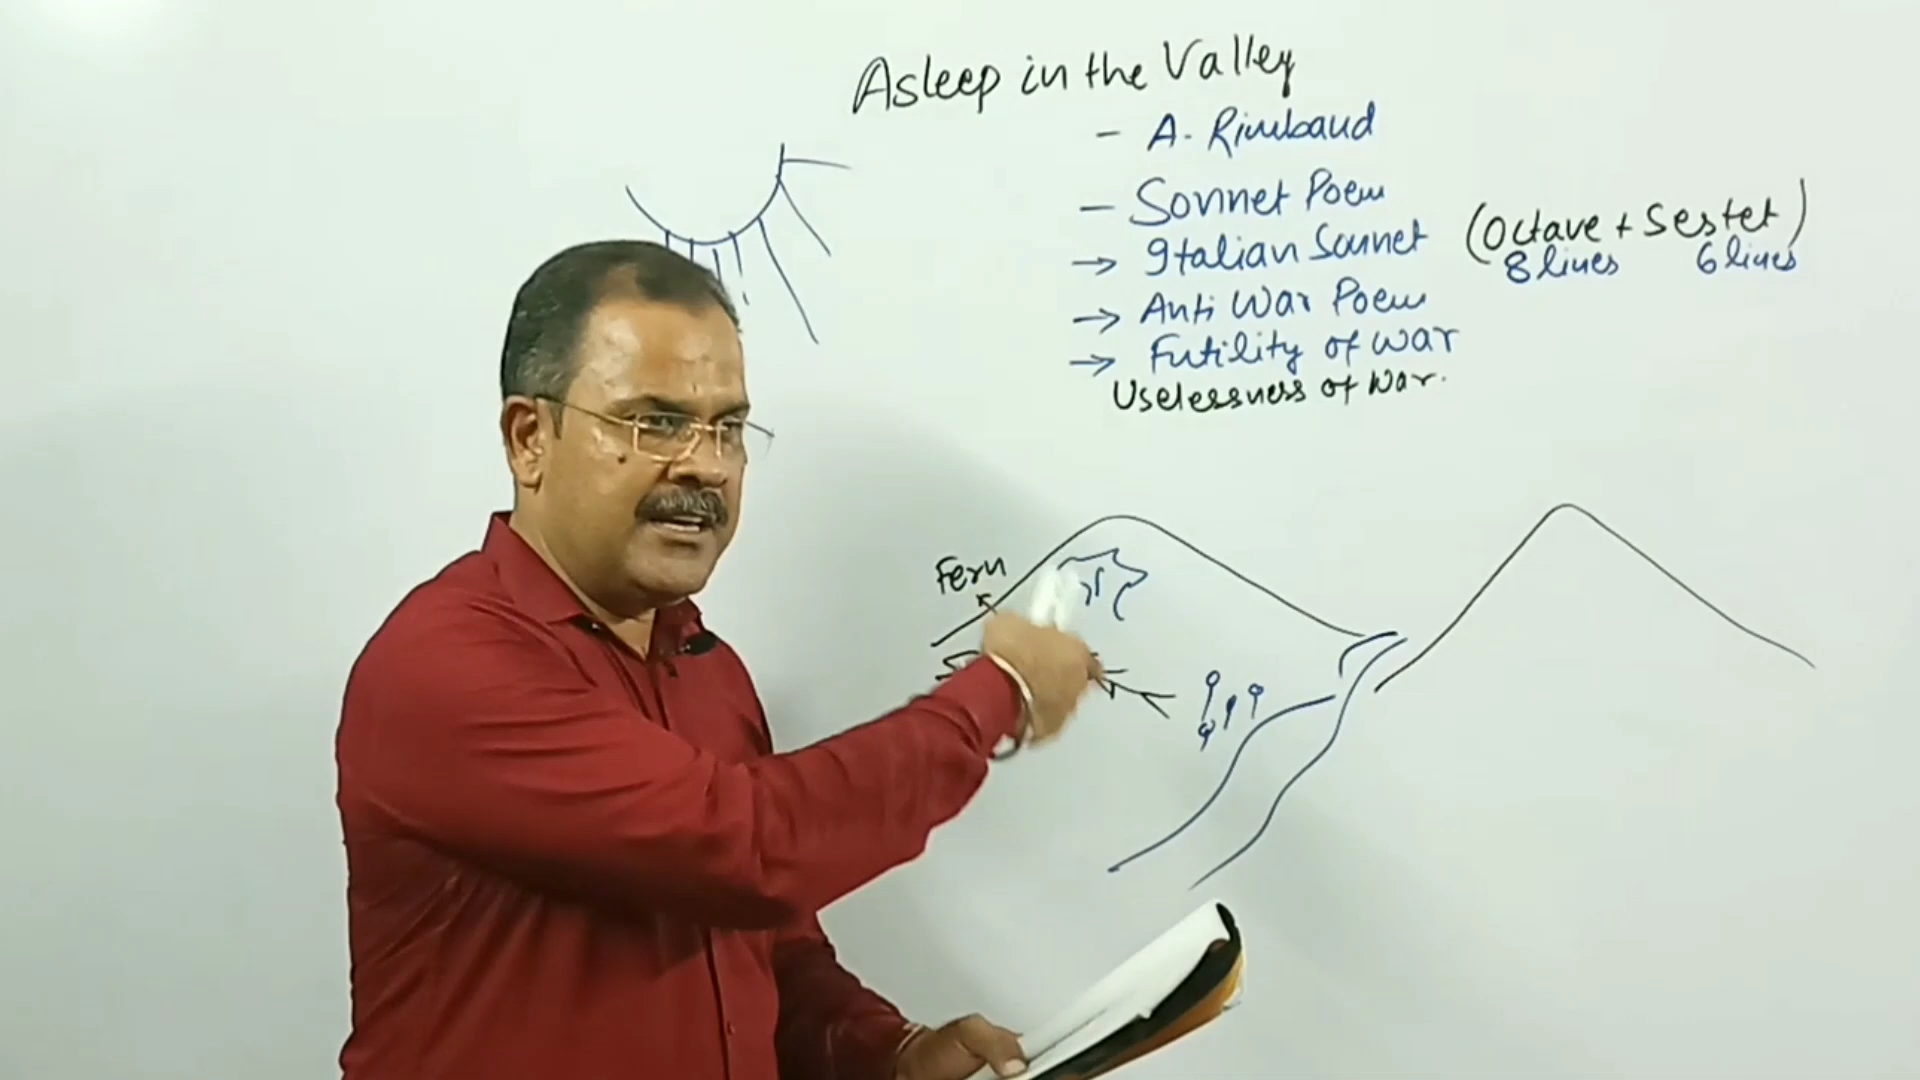 Asleep in the Valley
- A. Rimbaud
- Sonnet Poem
→ Italian Sonnet (Octave + Sestet)
8 lines 6 lines
→ Anti War Poem
→ Futility of war
Uselessness of war.
Fern